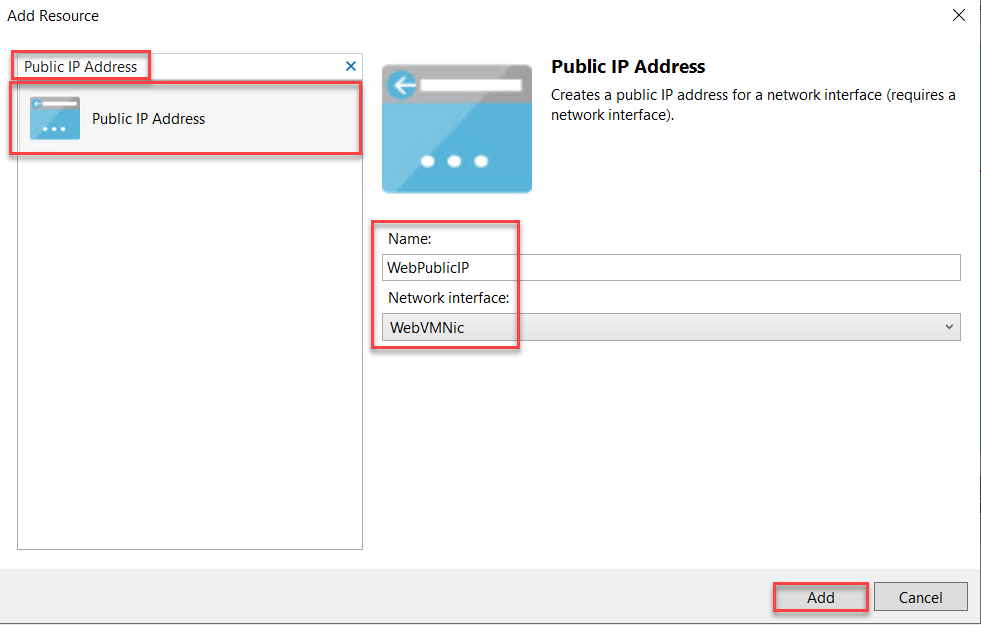 Add Resource
Public IP Address
Public IP Address
Public IP Address
Creates a public IP address for a network interface (requires a
network interface).
Name:
WebPublicIP
Network interface:
WebVMNic
Add
Cancel